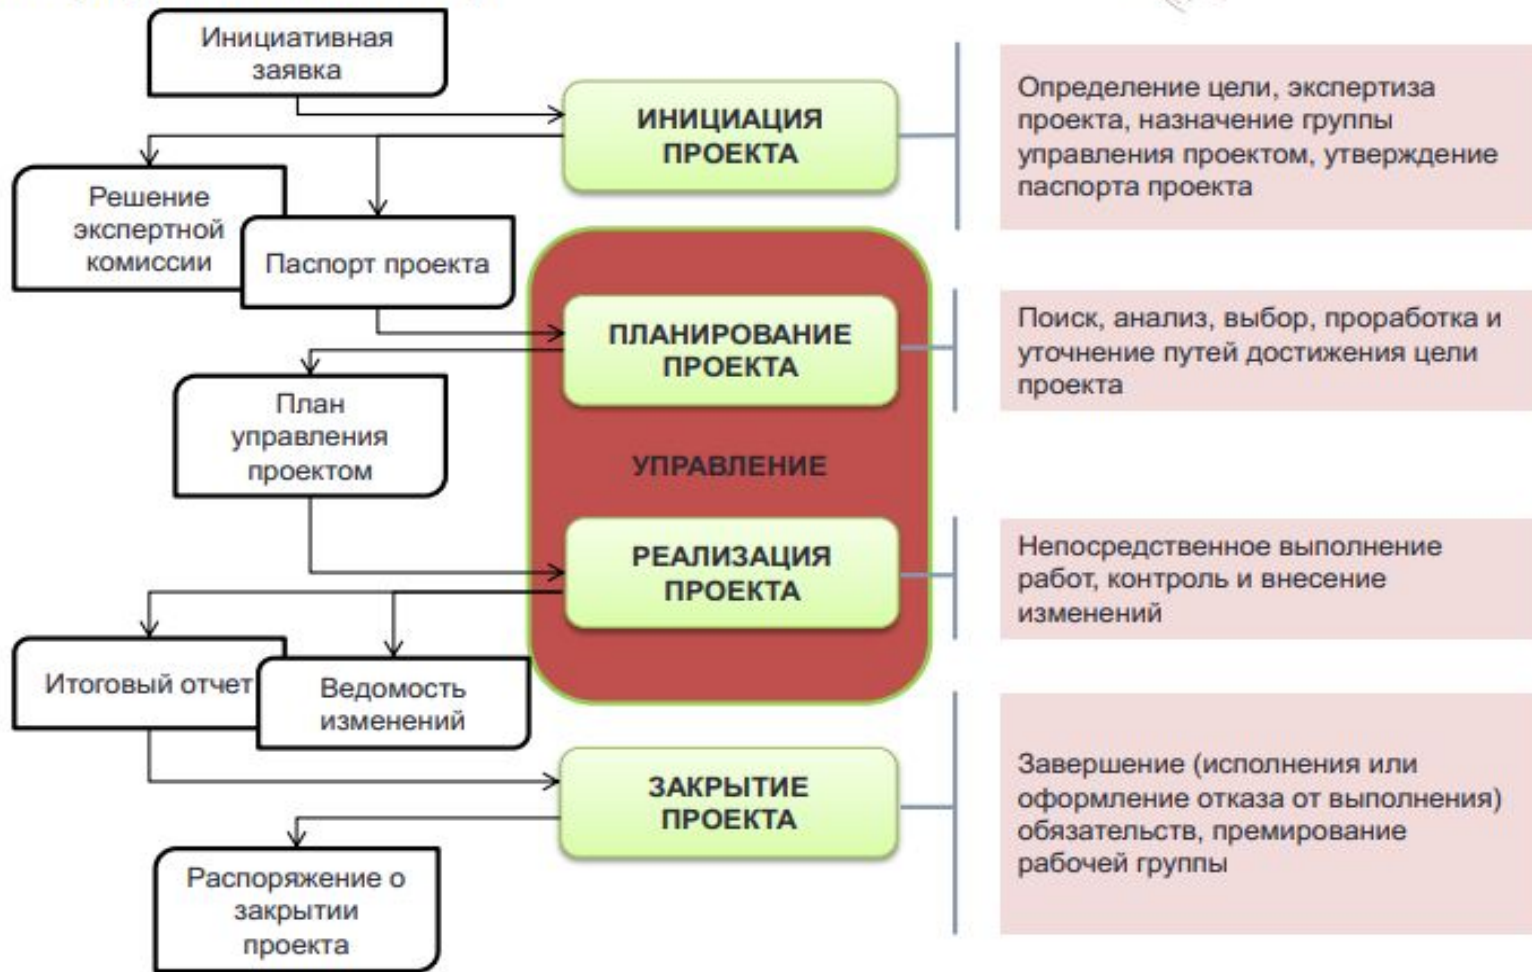 Инициативная
заявка
ИНИЦИАЦИЯ
ПРОЕКТА
Определение цели, экспертиза
проекта, назначение группы
управления проектом, утверждение
паспорта проекта
Решение
экспертной
комиссии
Паспорт проекта
ПЛАНИРОВАНИЕ
ПРОЕКТА
Поиск, анализ, выбор, проработка и
уточнение путей достижения цели
проекта
План
управления
проектом
УПРАВЛЕНИЕ
РЕАЛИЗАЦИЯ
ПРОЕКТА
Непосредственное выполнение
работ, контроль и внесение
изменений
Итоговый отчет
Ведомость
изменений
ЗАКРЫТИЕ
ПРОЕКТА
Завершение (исполнения или
оформление отказа от выполнения)
обязательств, премирование
рабочей группы
Распоряжение о
закрытии
проекта